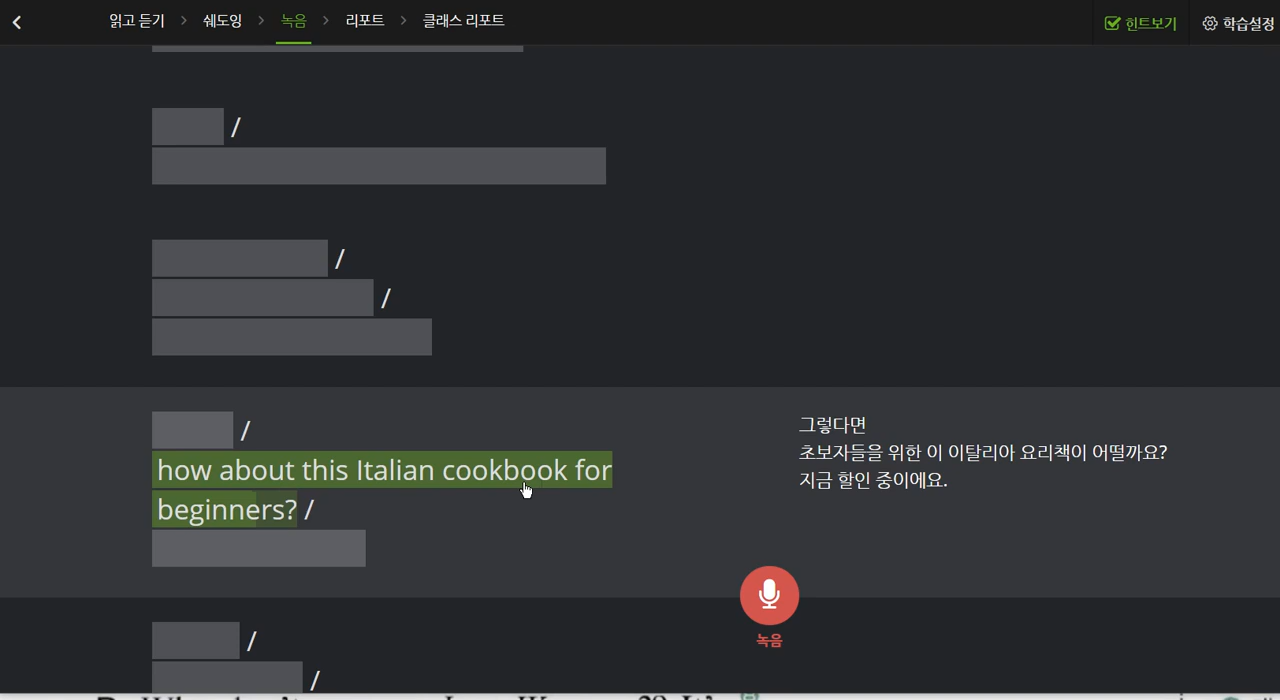 읽고 듣기 > 쉐도잉 > 녹음 > 리포트 > 클래스 리포트
힌트보기
학습설정
/
/
/
/
how about this Italian cookbook for
beginners? /
그렇다면
초보자들을 위한 이 이탈리아 요리책이 어떨까요?
지금 할인 중이에요.
녹음
/
/